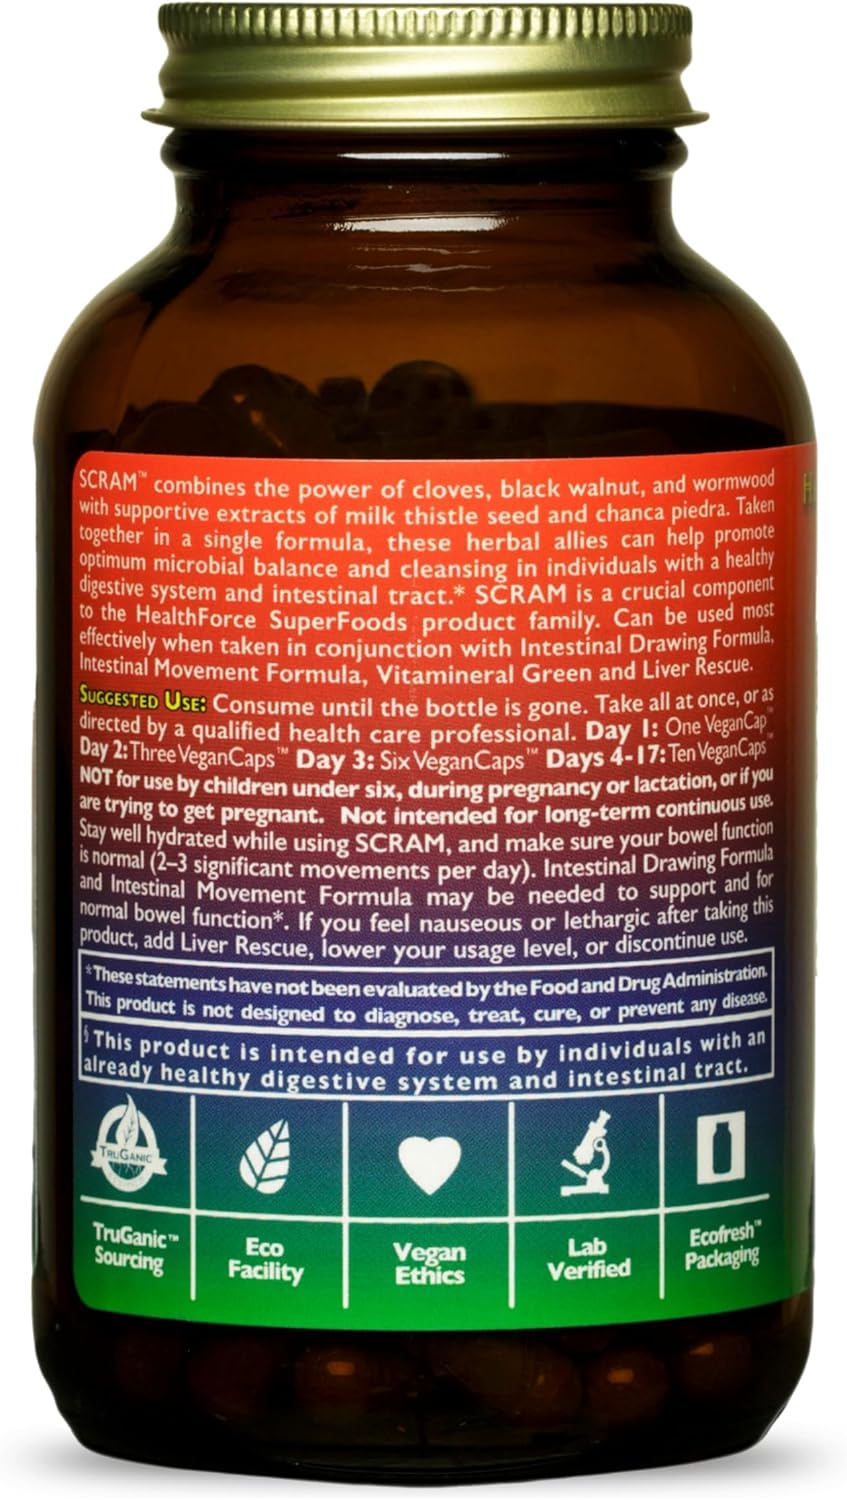 SCRAM™ combines the power of cloves, black walnut, and wormwood
with supportive extracts of milk thistle seed and chanca piedra. Taken
together in a single formula, these herbal allies can help promote
optimum microbial balance and cleansing in individuals with a healthy
digestive system and intestinal tract.* SCRAM is a crucial component
to the HealthForce SuperFoods product family. Can be used most
effectively when taken in conjunction with Intestinal Drawing Formula,
Intestinal Movement Formula, Vitamineral Green and Liver Rescue.
Suggested Use: Consume until the bottle is gone. Take all at once, or as
directed by a qualified health care professional. Day 1: One VeganCap™
Day 2: Three VeganCaps™ Day 3: Six VeganCaps™ Days 4-17: Ten VeganCaps™
NOT for use by children under six, during pregnancy or lactation, or if you
are trying to get pregnant. Not intended for long-term continuous use.
Stay well hydrated while using SCRAM, and make sure your bowel function
is normal (2–3 significant movements per day). Intestinal Drawing Formula
and Intestinal Movement Formula may be needed to support and for
normal bowel function*. If you feel nauseous or lethargic after taking this
product, add Liver Rescue, lower your usage level, or discontinue use.
*These statements have not been evaluated by the Food and Drug Administration.
This product is not designed to diagnose, treat, cure, or prevent any disease.
§ This product is intended for use by individuals with an
already healthy digestive system and intestinal tract.
TruGanic
TruGanic™
Sourcing
Eco
Facility
Vegan
Ethics
Lab
Verified
Ecofresh™
Packaging